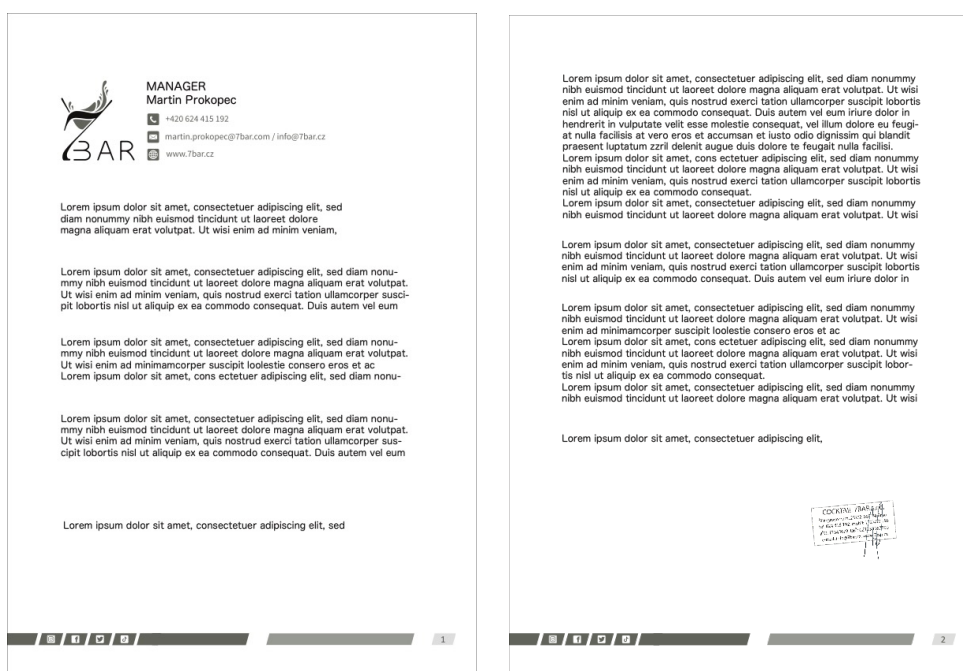 7BAR
MANAGER
Martin Prokopec
+420 624 415 192
martin.prokopec@7bar.com / info@7bar.cz
www.7bar.cz
Lorem ipsum dolor sit amet, consectetuer adipiscing elit, sed
diam nonummy nibh euismod tincidunt ut laoreet dolore
magna aliquam erat volutpat. Ut wisi enim ad minim veniam,
Lorem ipsum dolor sit amet, consectetuer adipiscing elit, sed diam nonu-
mmy nibh euismod tincidunt ut laoreet dolore magna aliquam erat volutpat.
Ut wisi enim ad minim veniam, quis nostrud exerci tation ullamcorper susci-
pit lobortis nisl ut aliquip ex ea commodo consequat. Duis autem vel eum
Lorem ipsum dolor sit amet, consectetuer adipiscing elit, sed diam nonu-
mmy nibh euismod tincidunt ut laoreet dolore magna aliquam erat volutpat.
Ut wisi enim ad minimamcorper suscipit loolestie consero eros et ac
Lorem ipsum dolor sit amet, cons ectetuer adipiscing elit, sed diam nonu-
Lorem ipsum dolor sit amet, consectetuer adipiscing elit, sed diam nonu-
mmy nibh euismod tincidunt ut laoreet dolore magna aliquam erat volutpat.
Ut wisi enim ad minim veniam, quis nostrud exerci tation ullamcorper sus-
cipit lobortis nisl ut aliquip ex ea commodo consequat. Duis autem vel eum
Lorem ipsum dolor sit amet, consectetuer adipiscing elit, sed
1
Lorem ipsum dolor sit amet, consectetuer adipiscing elit, sed diam nonummy
nibh euismod tincidunt ut laoreet dolore magna aliquam erat volutpat. Ut wisi
enim ad minim veniam, quis nostrud exerci tation ullamcorper suscipit lobortis
nisl ut aliquip ex ea commodo consequat. Duis autem vel eum iriure dolor in
hendrerit in vulputate velit esse molestie consequat, vel illum dolore eu feugi-
at nulla facilisis at vero eros et accumsan et iusto odio dignissim qui blandit
praesent luptatum zzril delenit augue duis dolore te feugait nulla facilisi.
Lorem ipsum dolor sit amet, cons ectetuer adipiscing elit, sed diam nonummy
nibh euismod tincidunt ut laoreet dolore magna aliquam erat volutpat. Ut wisi
enim ad minim veniam, quis nostrud exerci tation ullamcorper suscipit lobortis
nisl ut aliquip ex ea commodo consequat.
Lorem ipsum dolor sit amet, consectetuer adipiscing elit, sed diam nonummy
nibh euismod tincidunt ut laoreet dolore magna aliquam erat volutpat. Ut wisi
Lorem ipsum dolor sit amet, consectetuer adipiscing elit, sed diam nonummy
nibh euismod tincidunt ut laoreet dolore magna aliquam erat volutpat. Ut wisi
enim ad minim veniam, quis nostrud exerci tation ullamcorper suscipit lobortis
nisl ut aliquip ex ea commodo consequat. Duis autem vel eum iriure dolor in
Lorem ipsum dolor sit amet, consectetuer adipiscing elit, sed diam nonummy
nibh euismod tincidunt ut laoreet dolore magna aliquam erat volutpat. Ut wisi
enim ad minimamcorper suscipit loolestie consero eros et ac
Lorem ipsum dolor sit amet, cons ectetuer adipiscing elit, sed diam nonummy
nibh euismod tincidunt ut laoreet dolore magna aliquam erat volutpat. Ut wisi
enim ad minim veniam, quis nostrud exerci tation ullamcorper suscipit lobor-
tis nisl ut aliquip ex ea commodo consequat.
Lorem ipsum dolor sit amet, consectetuer adipiscing elit, sed diam nonummy
nibh euismod tincidunt ut laoreet dolore magna aliquam erat volutpat. Ut wisi
Lorem ipsum dolor sit amet, consectetuer adipiscing elit,
COCKTAIL 7BAR
2